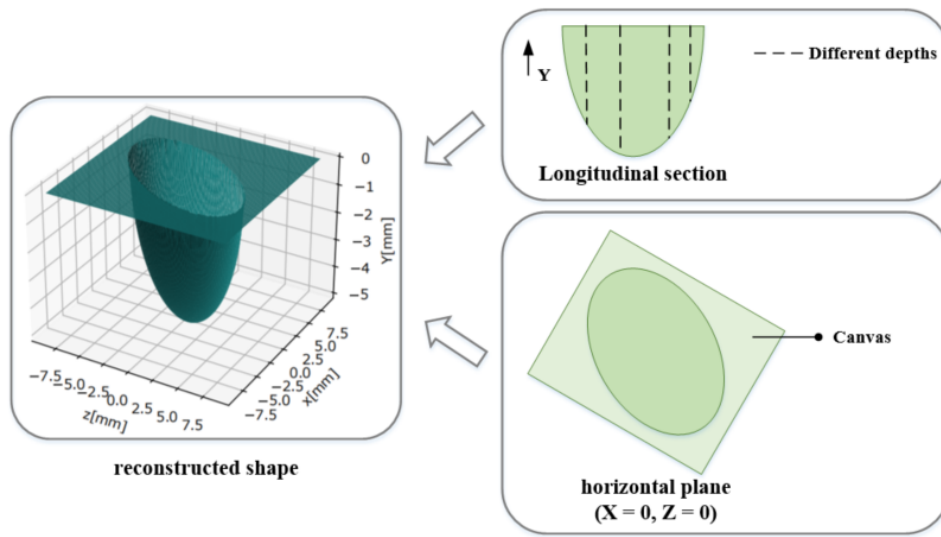 0
−1
−2
−3
−4
−5
Y[mm]
7.5
5.0
2.5
0.0
−2.5
−5.0
−7.5
x[mm]
−7.5
−5.0
−2.5
0.0
2.5
5.0
7.5
z[mm]
reconstructed shape
Y
Different depths
Longitudinal section
Canvas
horizontal plane
(X = 0, Z = 0)